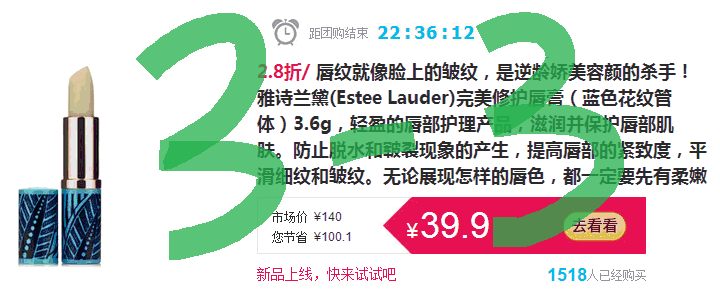 距团购结束 22:36:12
2.8折/ 唇纹就像脸上的皱纹，是逆龄娇美容颜的杀手！
雅诗兰黛(Estee Lauder)完美修护唇膏（蓝色花纹管
体）3.6g，轻盈的唇部护理产品，滋润并保护唇部肌
肤。防止脱水和皲裂现象的产生，提高唇部的紧致度，平
滑细纹和皱纹。无论展现怎样的唇色，都一定要先有柔嫩
3-3
市场价 ¥140
您节省 ¥100.1
¥39.9
去看看
新品上线，快来试试吧
1518人已经购买